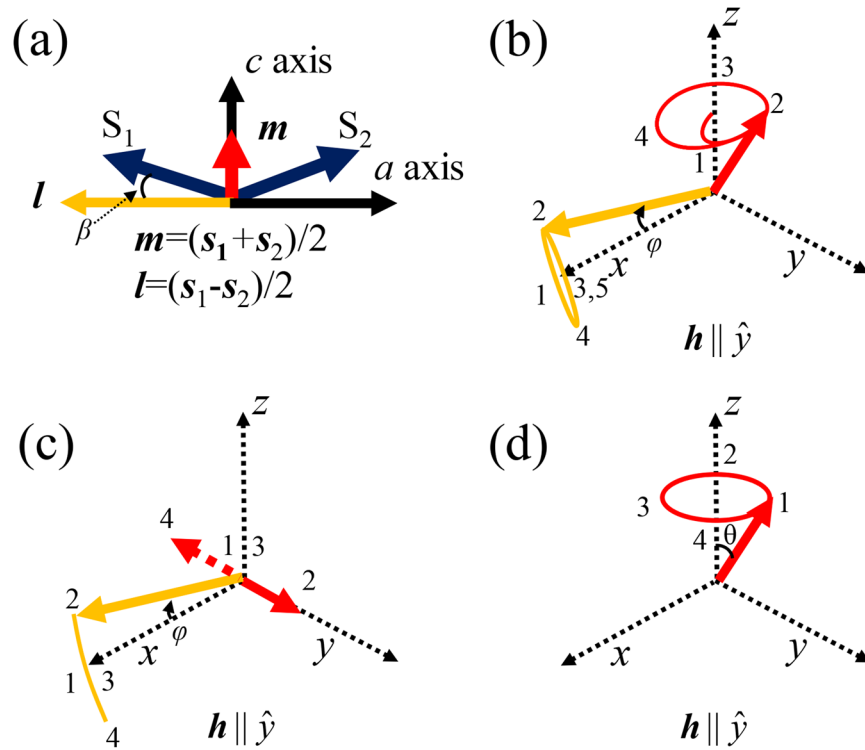 (a)
c axis
S₁
m
S₂
a axis
l
β
m=(s₁+s₂)/2
l=(s₁-s₂)/2
(b)
z
3
2
4
1
2
φ
x
y
1
3,5
4
h || ŷ
(c)
z
4
1
3
2
2
φ
x
y
1
3
4
h || ŷ
(d)
z
2
3
1
4
θ
x
y
h || ŷ